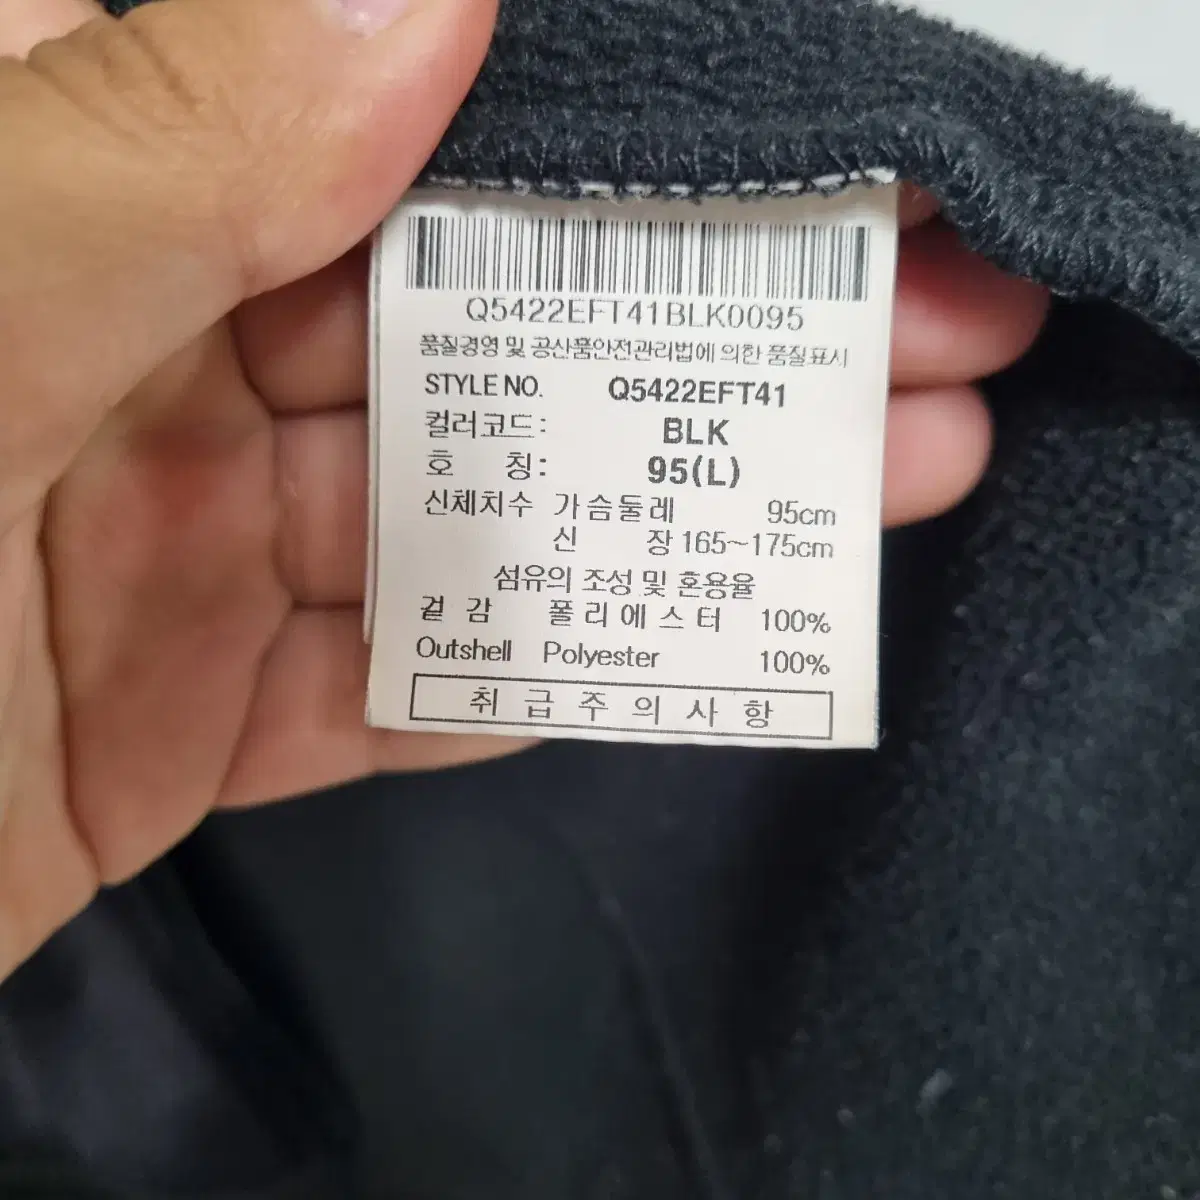 Q5422EFT41BLK0095
품질경영 및 공산품안전관리법에 의한 품질표시
STYLE NO. Q5422EFT41
컬러코드: BLK
호 칭: 95(L)
신체치수 가슴둘레 95cm
신 장 165~175cm
섬유의 조성 및 혼용율
겉 감 폴리에스터 100%
Outshell Polyester 100%
취급주의사항